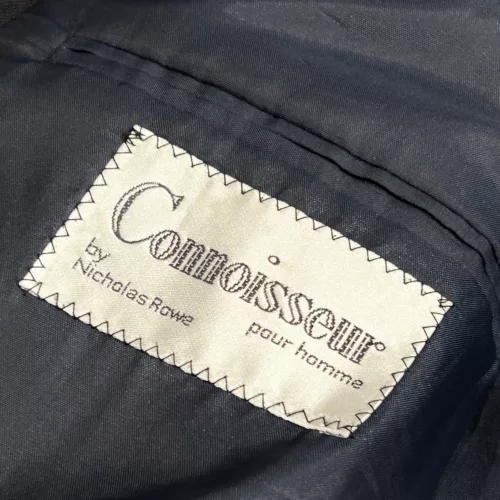 Connoisseur
by
Nicholas Rowe
pour homme